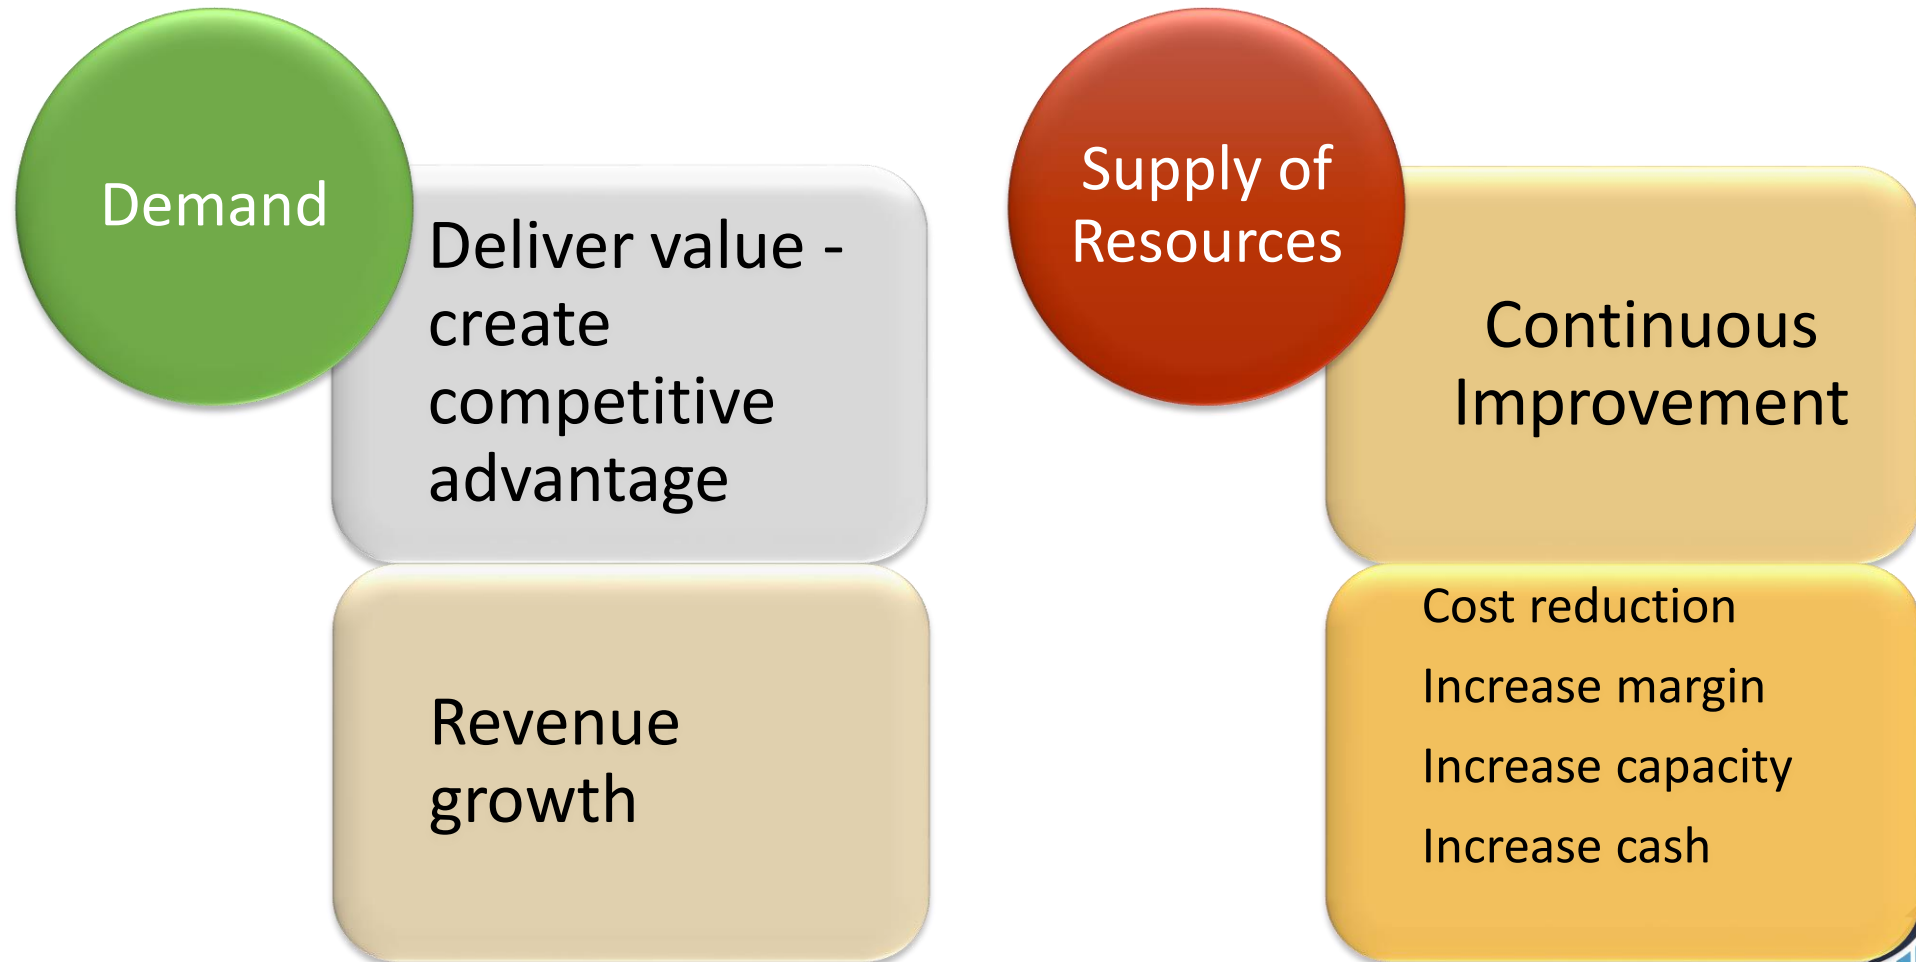 Demand
Deliver value -
create
competitive
advantage
Revenue
growth
Supply of
Resources
Continuous
Improvement
Cost reduction
Increase margin
Increase capacity
Increase cash